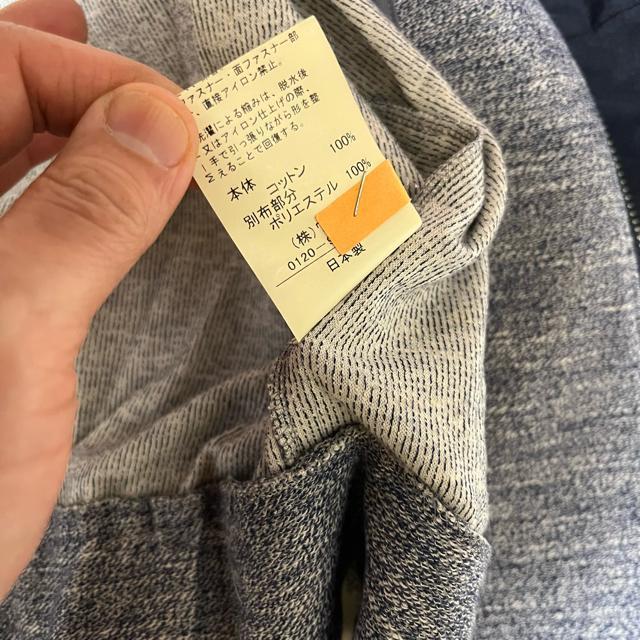 ファスナー・面ファスナー部
直接アイロン禁止。
による縮みは、脱水後
又はアイロン仕上げの際、
手で引っ張りながら形を整
えることで回復する。
本体 コットン 100%
別布部分
ポリエステル 100%
(株)
0120-
日本製